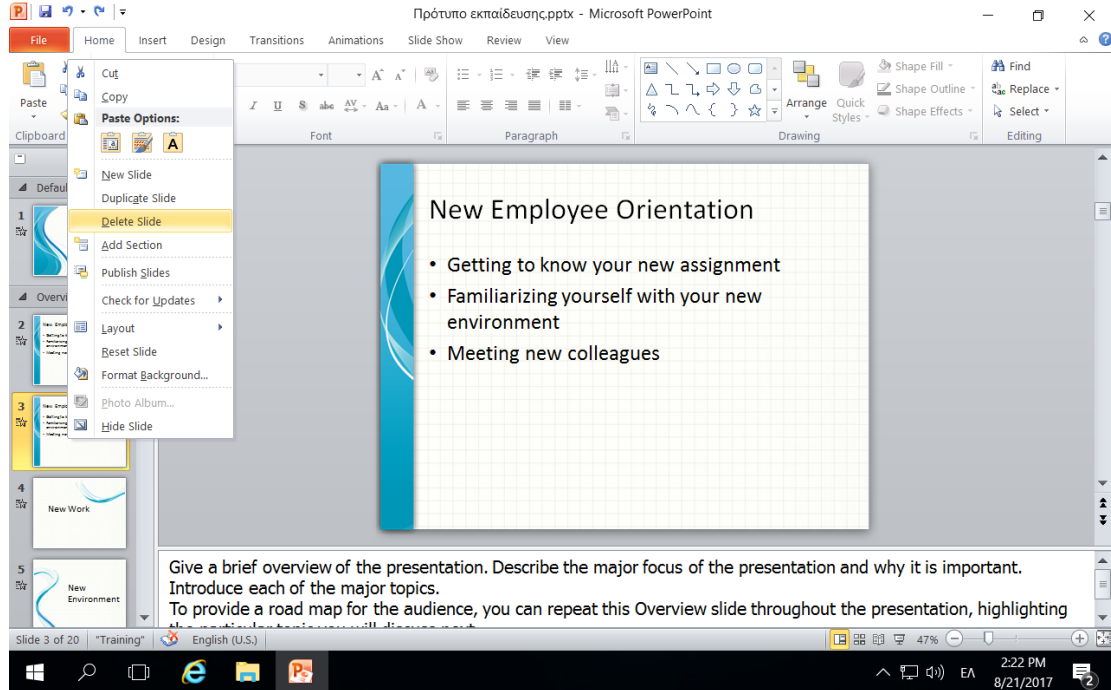 Πρότυπο εκπαίδευσης.pptx - Microsoft PowerPoint
File Home Insert Design Transitions Animations Slide Show Review View
Paste
Clipboard
Font
Paragraph
Arrange
Quick Styles
Shape Fill
Shape Outline
Shape Effects
Drawing
Find
Replace
Select
Editing
Cut
Copy
Paste Options:
New Slide
Duplicate Slide
Delete Slide
Add Section
Publish Slides
Check for Updates
Layout
Reset Slide
Format Background...
Photo Album...
Hide Slide
1
2
3
4
New Work
5
New
Environment
New Employee Orientation
• Getting to know your new assignment
• Familiarizing yourself with your new
environment
• Meeting new colleagues
Give a brief overview of the presentation. Describe the major focus of the presentation and why it is important.
Introduce each of the major topics.
To provide a road map for the audience, you can repeat this Overview slide throughout the presentation, highlighting
Slide 3 of 20 "Training" English (U.S.) 47%
ΕΛ
2:22 PM
8/21/2017
2